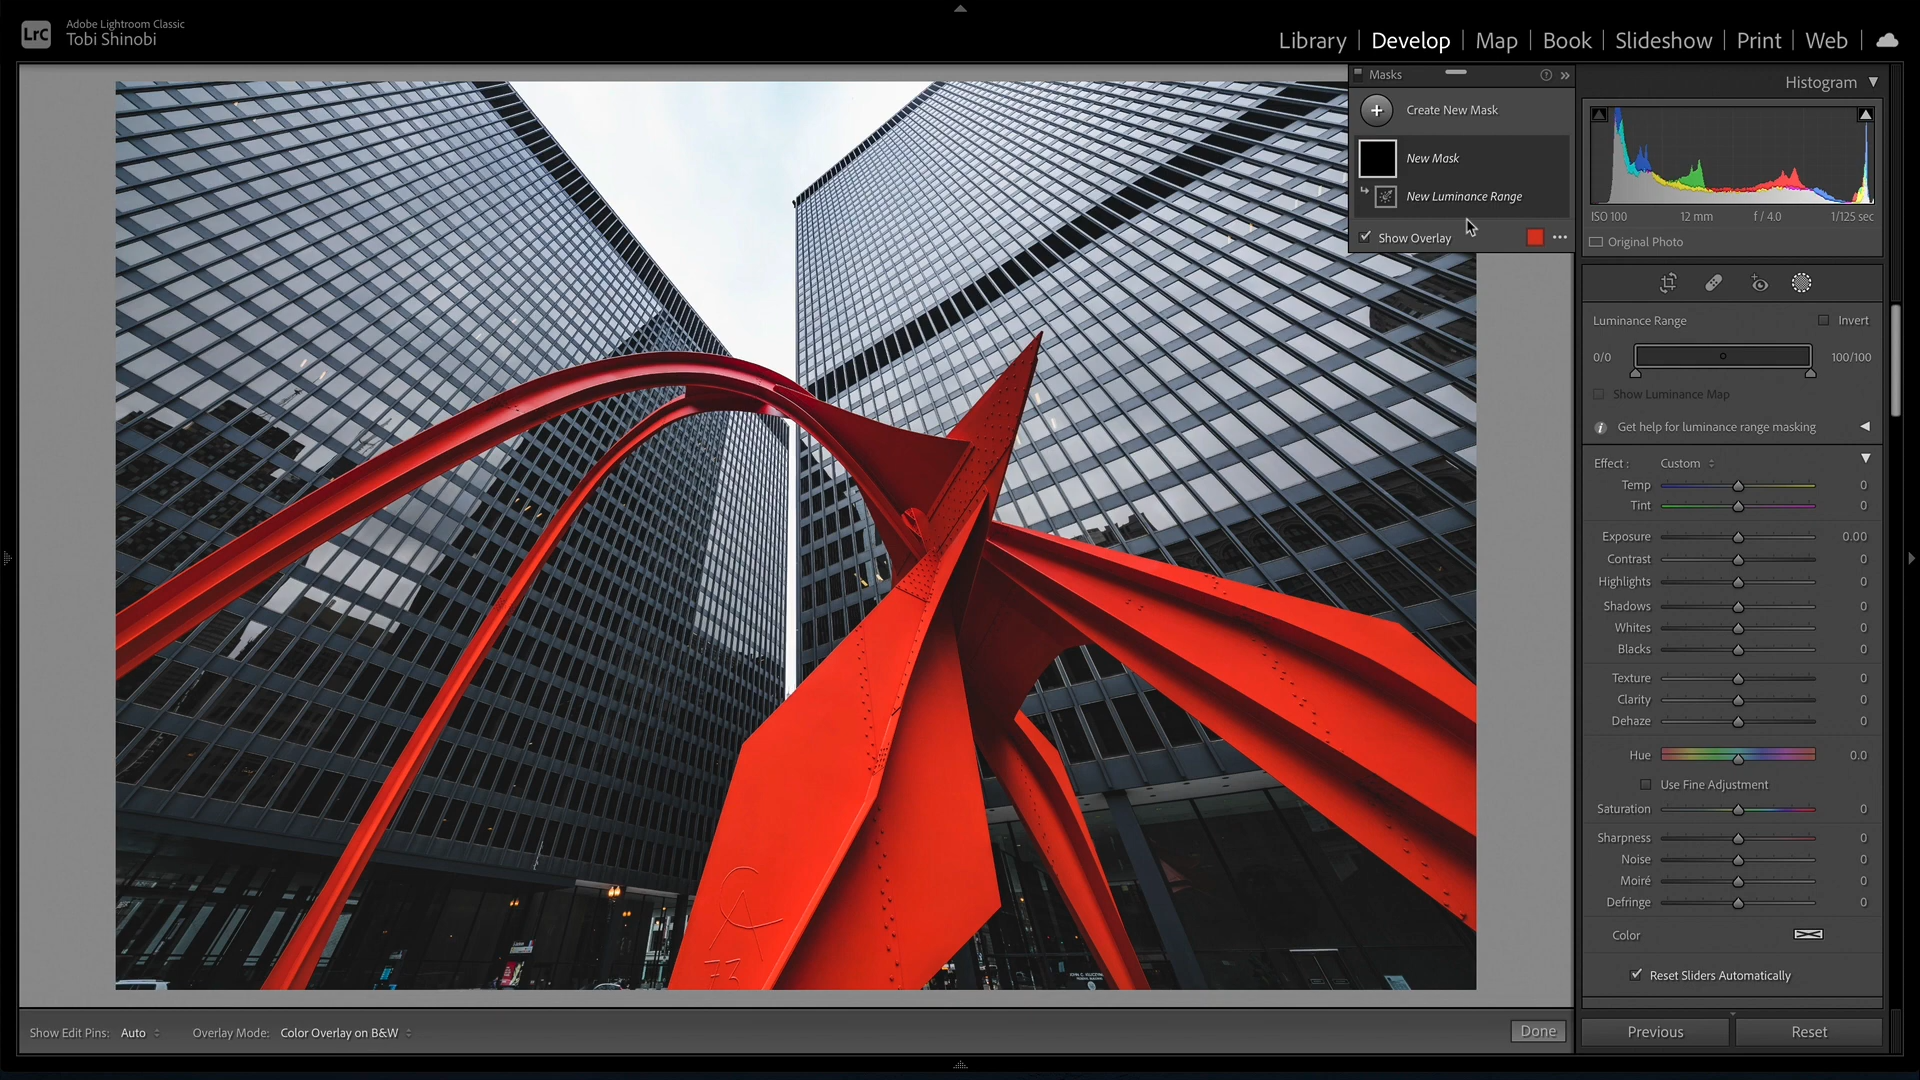 LrC
Adobe Lightroom Classic
Tobi Shinobi
Library | Develop | Map | Book | Slideshow | Print | Web |
Masks
Create New Mask
New Mask
New Luminance Range
Show Overlay
Histogram
ISO 100 12 mm f / 4.0 1/125 sec
Original Photo
Luminance Range Invert
0/0 100/100
Show Luminance Map
Get help for luminance range masking
Effect : Custom
Temp 0
Tint 0
Exposure 0.00
Contrast 0
Highlights 0
Shadows 0
Whites 0
Blacks 0
Texture 0
Clarity 0
Dehaze 0
Hue 0.0
Use Fine Adjustment
Saturation 0
Sharpness 0
Noise 0
Moiré 0
Defringe 0
Color
Reset Sliders Automatically
CA
73
Show Edit Pins: Auto Overlay Mode: Color Overlay on B&W Done
Previous Reset